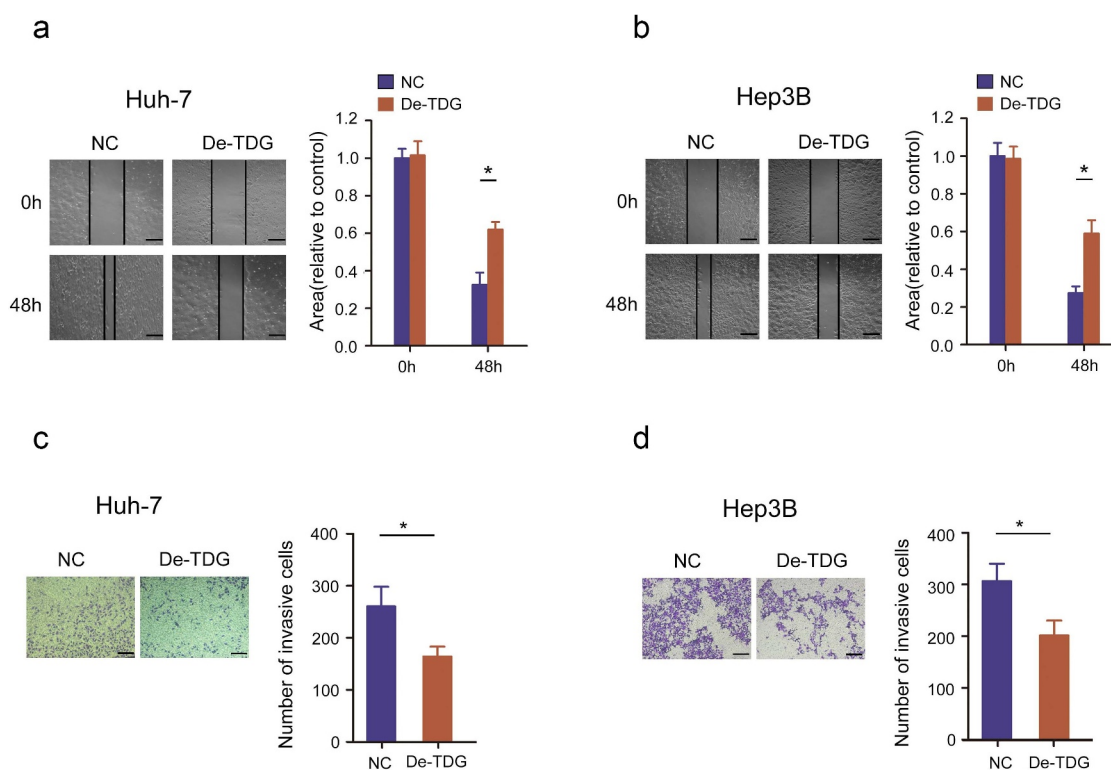 a
Huh-7
NC
De-TDG
0h
48h
NC
De-TDG
Area(relative to control)
1.2
1.0
0.8
0.6
0.4
0.2
0.0
*
0h
48h
b
Hep3B
NC
De-TDG
0h
48h
NC
De-TDG
Area(relative to control)
1.2
1.0
0.8
0.6
0.4
0.2
0.0
*
0h
48h
c
Huh-7
NC
De-TDG
Number of invasive cells
400
300
200
100
0
*
NC
De-TDG
d
Hep3B
NC
De-TDG
Number of invasive cells
400
300
200
100
0
*
NC
De-TDG